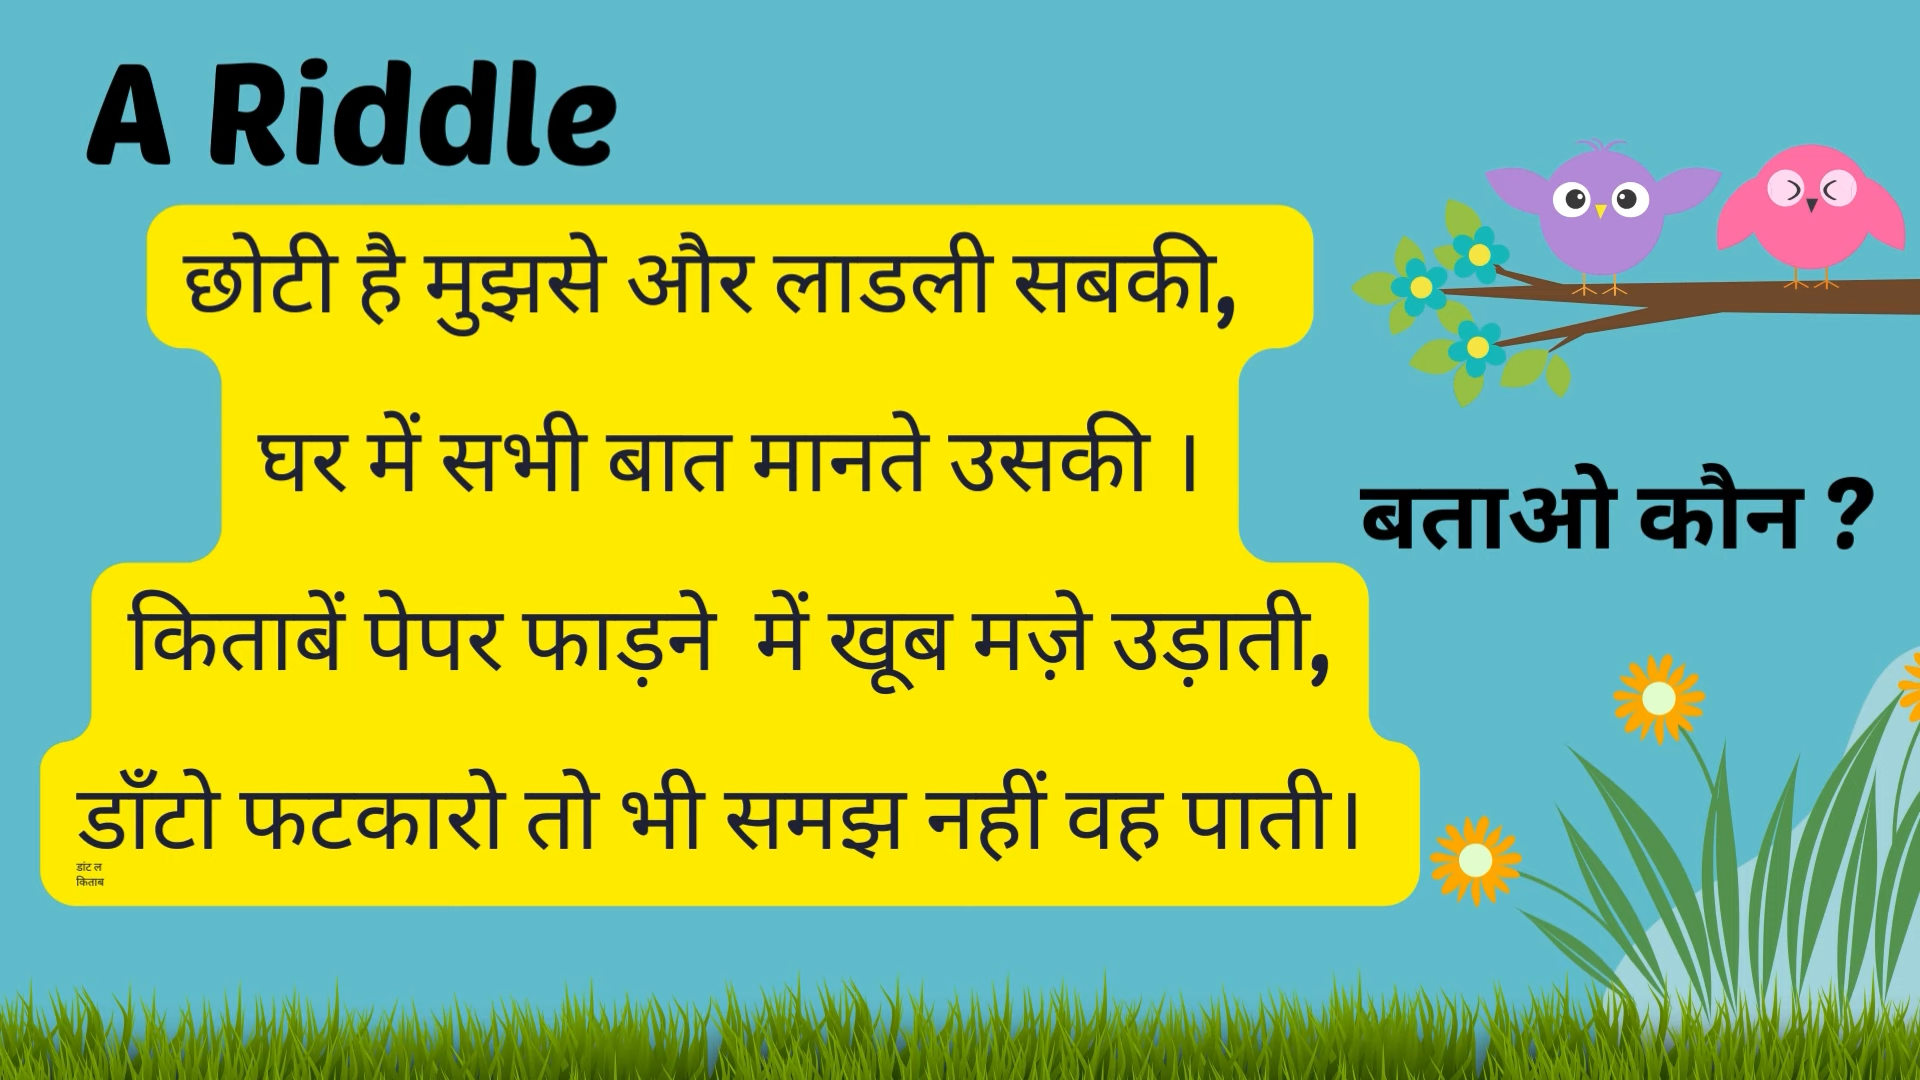 A Riddle
छोटी है मुझसे और लाडली सबकी,
घर में सभी बात मानते उसकी ।
बताओ कौन ?
किताबें पेपर फाड़ने में खूब मज़े उड़ाती,
डाँटो फटकारो तो भी समझ नहीं वह पाती।
डांट ल
किताब